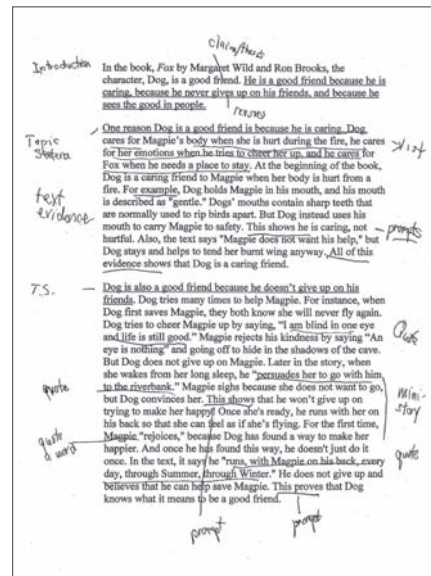 claim/thesis
Introduction
In the book, Fox by Margaret Wild and Ron Brooks, the
character, Dog, is a good friend. He is a good friend because he is
caring, because he never gives up on his friends, and because he
sees the good in people.
reasons
Topic
One reason Dog is a good friend is because he is caring. Dog
cares for Magpie's body when she is hurt during the fire, he cares
for her emotions when he tries to cheer her up, and he cares for
Fox when he needs a place to stay. At the beginning of the book,
Dog is a caring friend to Magpie when her body is hurt from a
fire. For example, Dog holds Magpie in his mouth, and his mouth
is described as "gentle." Dogs' mouths contain sharp teeth that
are normally used to rip birds apart. But Dog instead uses his
mouth to carry Magpie to safety. This shows he is caring, not
hurtful. Also, the text says "Magpie does not want his help," but
Dog stays and helps to tend her burnt wing anyway. All of this
evidence shows that Dog is a caring friend.
list
text
evidence
prompts
T.S.
Dog is also a good friend because he doesn't give up on his
friends. Dog tries many times to help Magpie. For instance, when
Dog first saves Magpie, they both know she will never fly again.
Dog tries to cheer Magpie up by saying, "I am blind in one eye
and life is still good." Magpie rejects his kindness by saying "An
eye is nothing" and going off to hide in the shadows of the cave.
But Dog does not give up on Magpie. Later in the story, when
she wakes from her long sleep, he "persuades her to go with him,
to the riverbank." Magpie sighs because she does not want to go,
but Dog convinces her. This shows that he won't give up on
trying to make her happy! Once she's ready, he runs with her on
his back so that she can feel as if she's flying. For the first time,
Magpie "rejoices," because Dog has found a way to make her
happier. And once he has found this way, he doesn't just do it
once. In the text, it says he "runs, with Magpie on his back, every
day, through Summer, through Winter." He does not give up and
believes that he can help save Magpie. This proves that Dog
knows what it means to be a good friend.
Quote
quote
mini-
story
quote
a word
quote
prompt
prompt